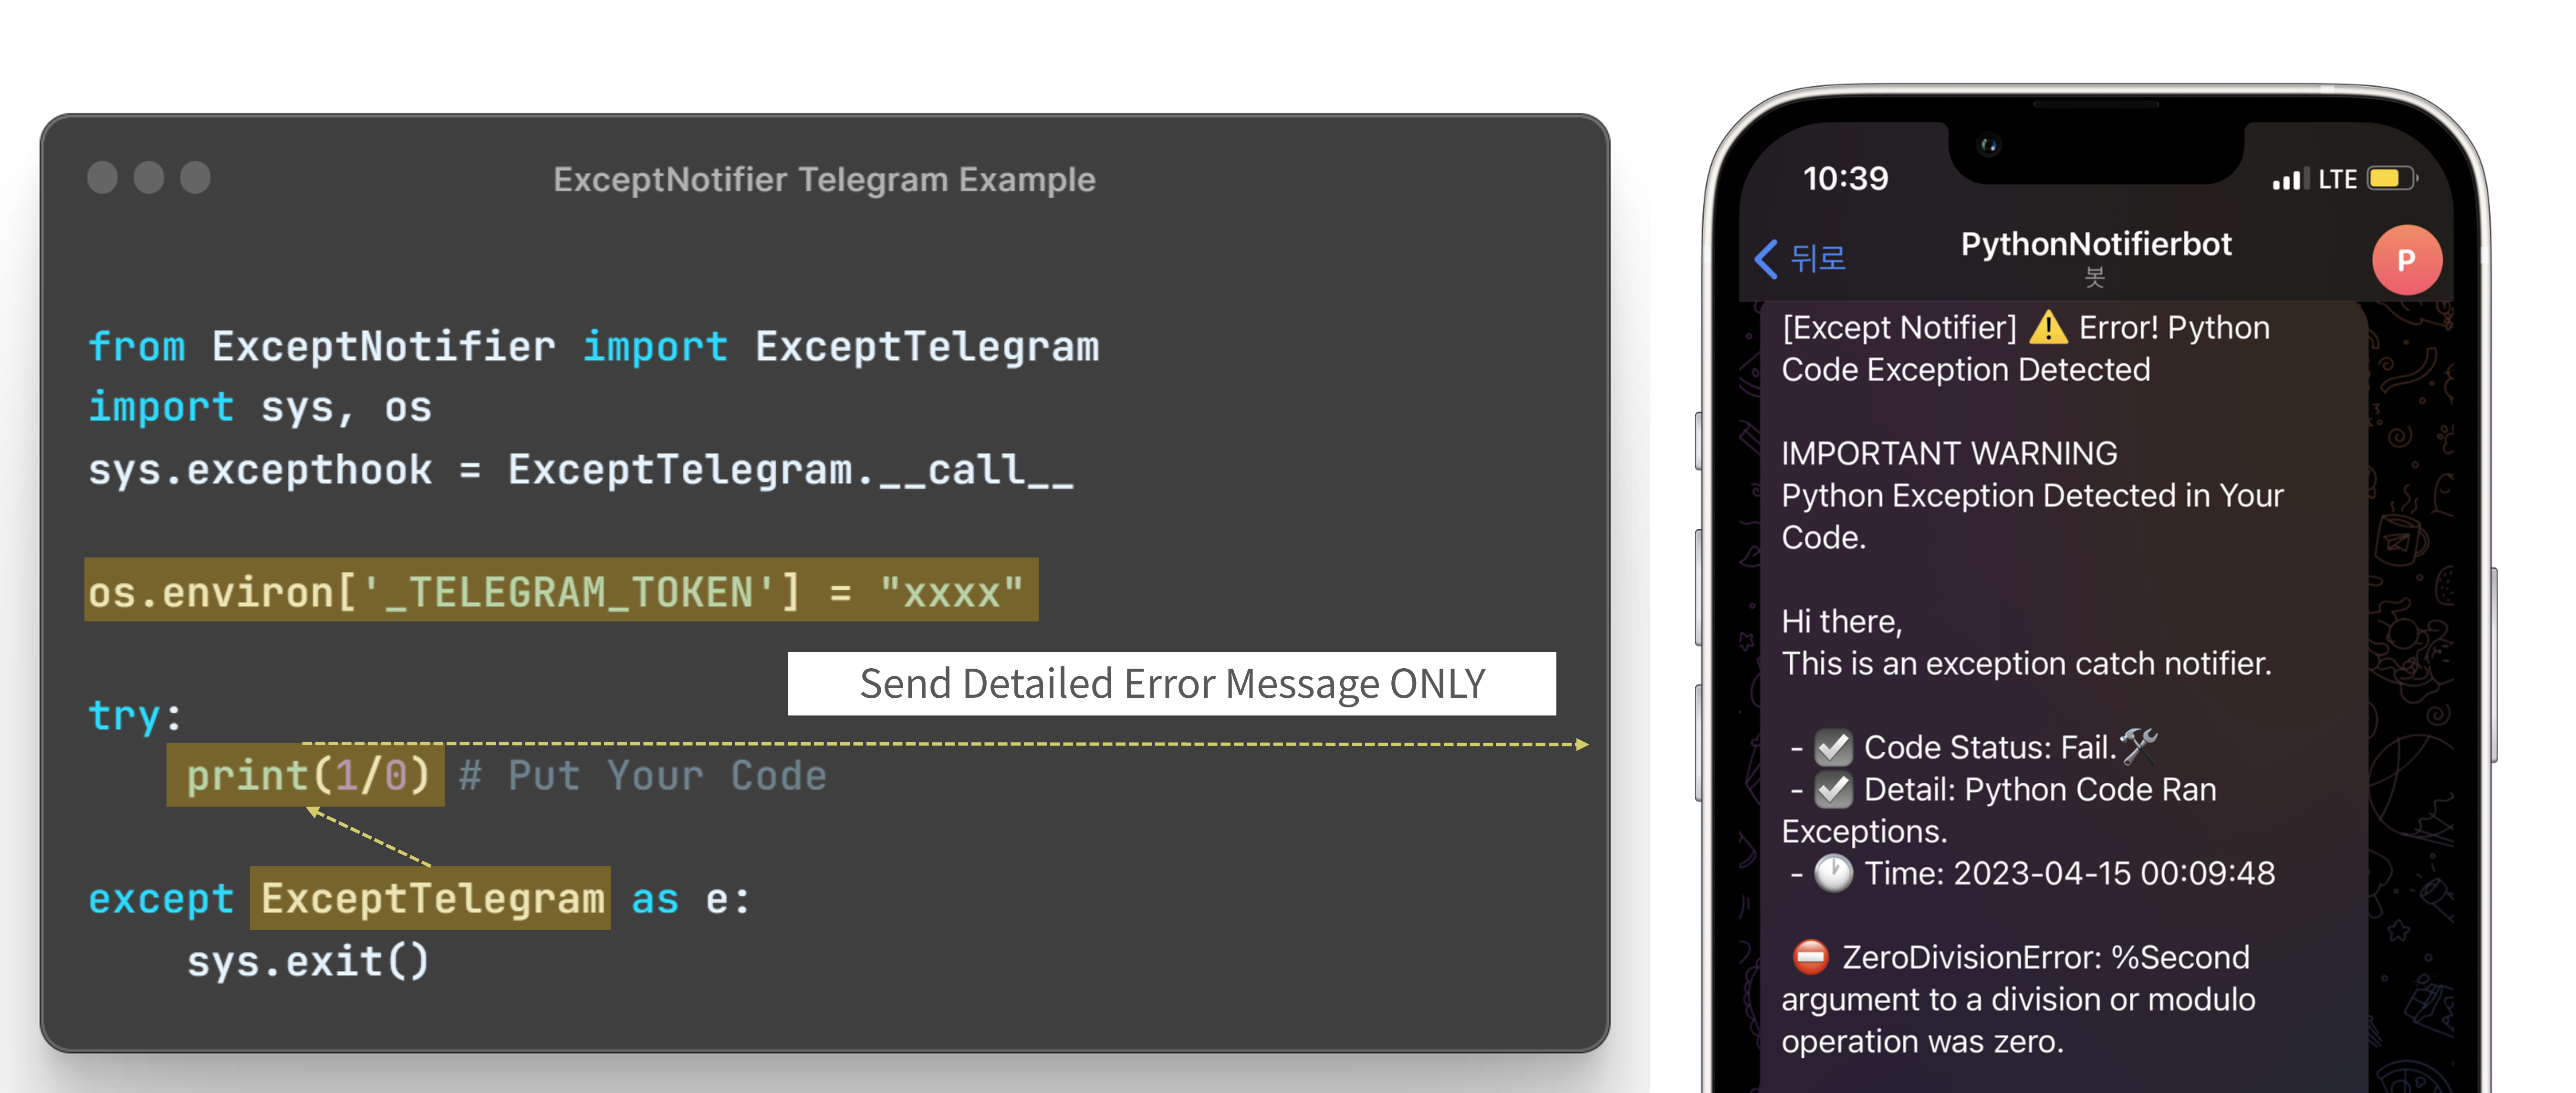 ExceptNotifier Telegram Example
from ExceptNotifier import ExceptTelegram
import sys, os
sys.excepthook = ExceptTelegram.__call__
os.environ['_TELEGRAM_TOKEN'] = "xxxx"
Send Detailed Error Message ONLY
try:
print(1/0) # Put Your Code
except ExceptTelegram as e:
sys.exit()
10:39
LTE
뒤로
PythonNotifierbot
봇
P
[Except Notifier] ⚠️ Error! Python
Code Exception Detected
IMPORTANT WARNING
Python Exception Detected in Your
Code.
Hi there,
This is an exception catch notifier.
- ☑️ Code Status: Fail.🛠
- ☑️ Detail: Python Code Ran
Exceptions.
- 🕐 Time: 2023-04-15 00:09:48
⛔ ZeroDivisionError: %Second
argument to a division or modulo
operation was zero.